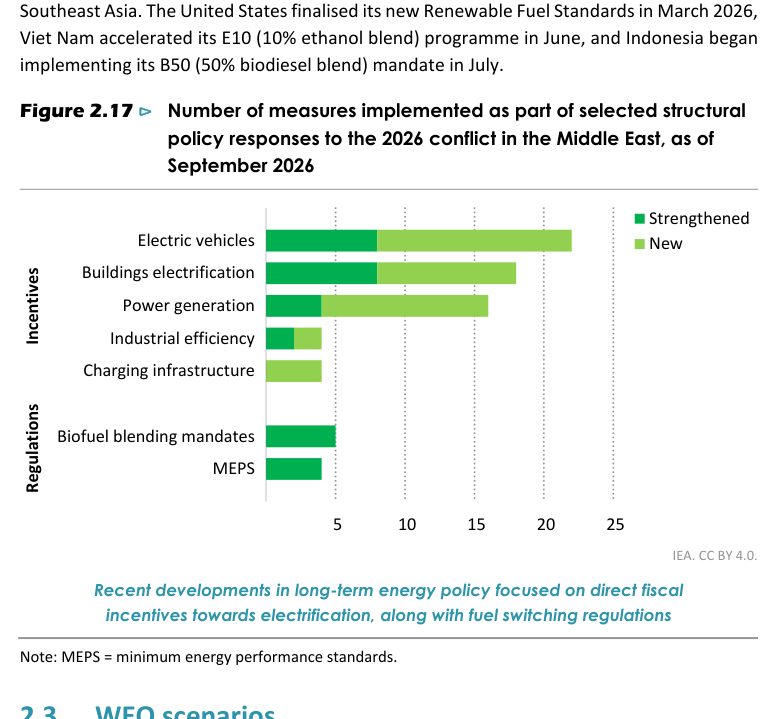 Southeast Asia. The United States finalised its new Renewable Fuel Standards in March 2026,
Viet Nam accelerated its E10 (10% ethanol blend) programme in June, and Indonesia began
implementing its B50 (50% biodiesel blend) mandate in July.
Figure 2.17 ⊳ Number of measures implemented as part of selected structural
policy responses to the 2026 conflict in the Middle East, as of
September 2026
Strengthened
New
Incentives
Electric vehicles
Buildings electrification
Power generation
Industrial efficiency
Charging infrastructure
Regulations
Biofuel blending mandates
MEPS
5 10 15 20 25
IEA. CC BY 4.0.
Recent developments in long-term energy policy focused on direct fiscal
incentives towards electrification, along with fuel switching regulations
Note: MEPS = minimum energy performance standards.
2.3 WEO scenarios